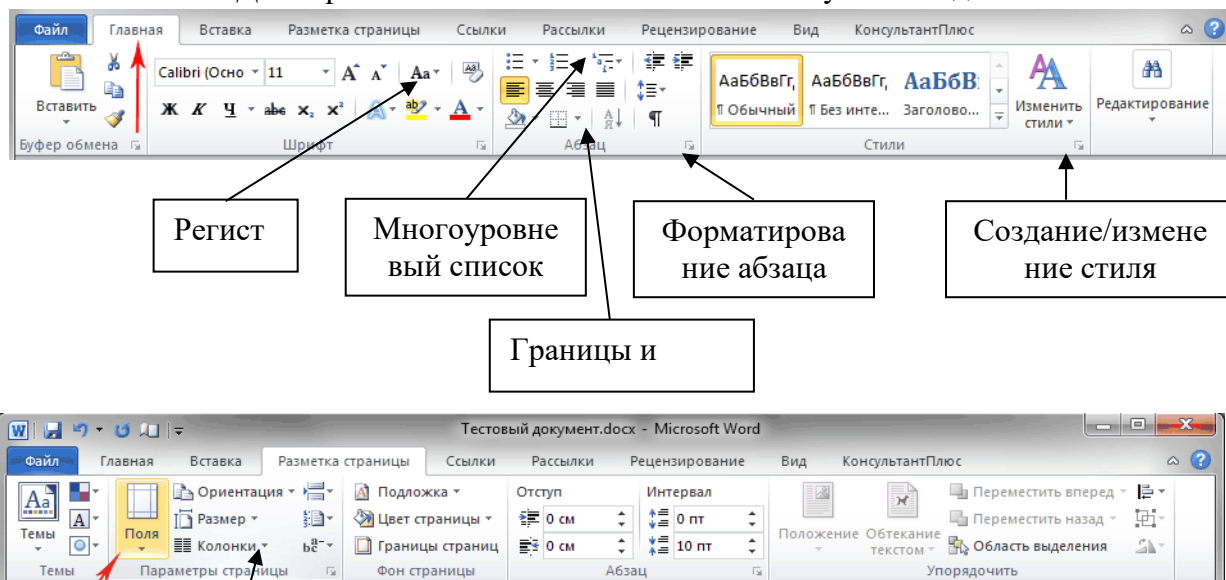 Файл Главная Вставка Разметка страницы Ссылки Рассылки Рецензирование Вид КонсультантПлюс
Calibri (Осно 11 А А Аа
Вставить
Ж К Ч abc x₂ x² А ab А
АаБбВвГг, АаБбВвГг, АаБбВ
¶ Обычный ¶ Без инте... Заголово...
Изменить стили
Редактирование
Буфер обмена Шрифт Абзац Стили
Регист
Многоуровне
вый список
Форматирова
ние абзаца
Создание/измене
ние стиля
Границы и
Тестовый документ.docx - Microsoft Word
Файл Главная Вставка Разметка страницы Ссылки Рассылки Рецензирование Вид КонсультантПлюс
Темы
Поля
Ориентация
Размер
Колонки
Подложка
Цвет страницы
Границы страниц
Отступ
0 см
0 см
Интервал
0 пт
10 пт
Положение
Обтекание текстом
Переместить вперед
Переместить назад
Область выделения
Темы Параметры страницы Фон страницы Абзац Упорядочить